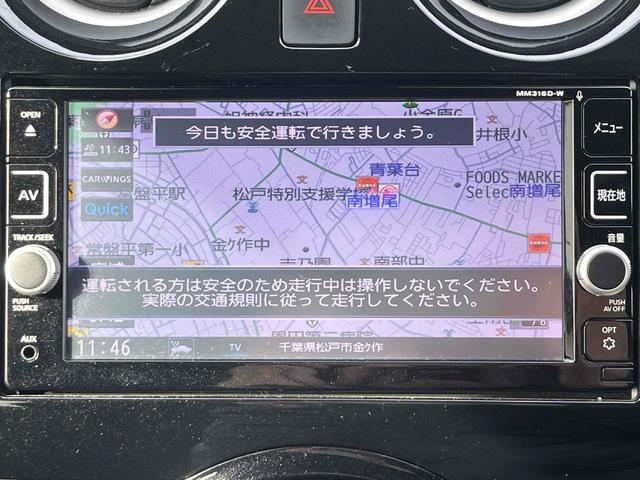 MM316D-W
OPEN
AV
TRACK/SEEK
PUSH
SOURCE
AUX
11:43
CARWINGS
Quick
今日も安全運転で行きましょう。
井根小
青葉台
常盤平駅
松戸特別支援学校
南増尾
FOODS MARKE
Selec南増尾
常盤平第一小
金ケ作中
南部中
運転される方は安全のため走行中は操作しないでください。
実際の交通規則に従って走行してください。
11:46
TV
千葉県松戸市金ケ作
メニュー
現在地
音量
PUSH
AV OFF
OPT